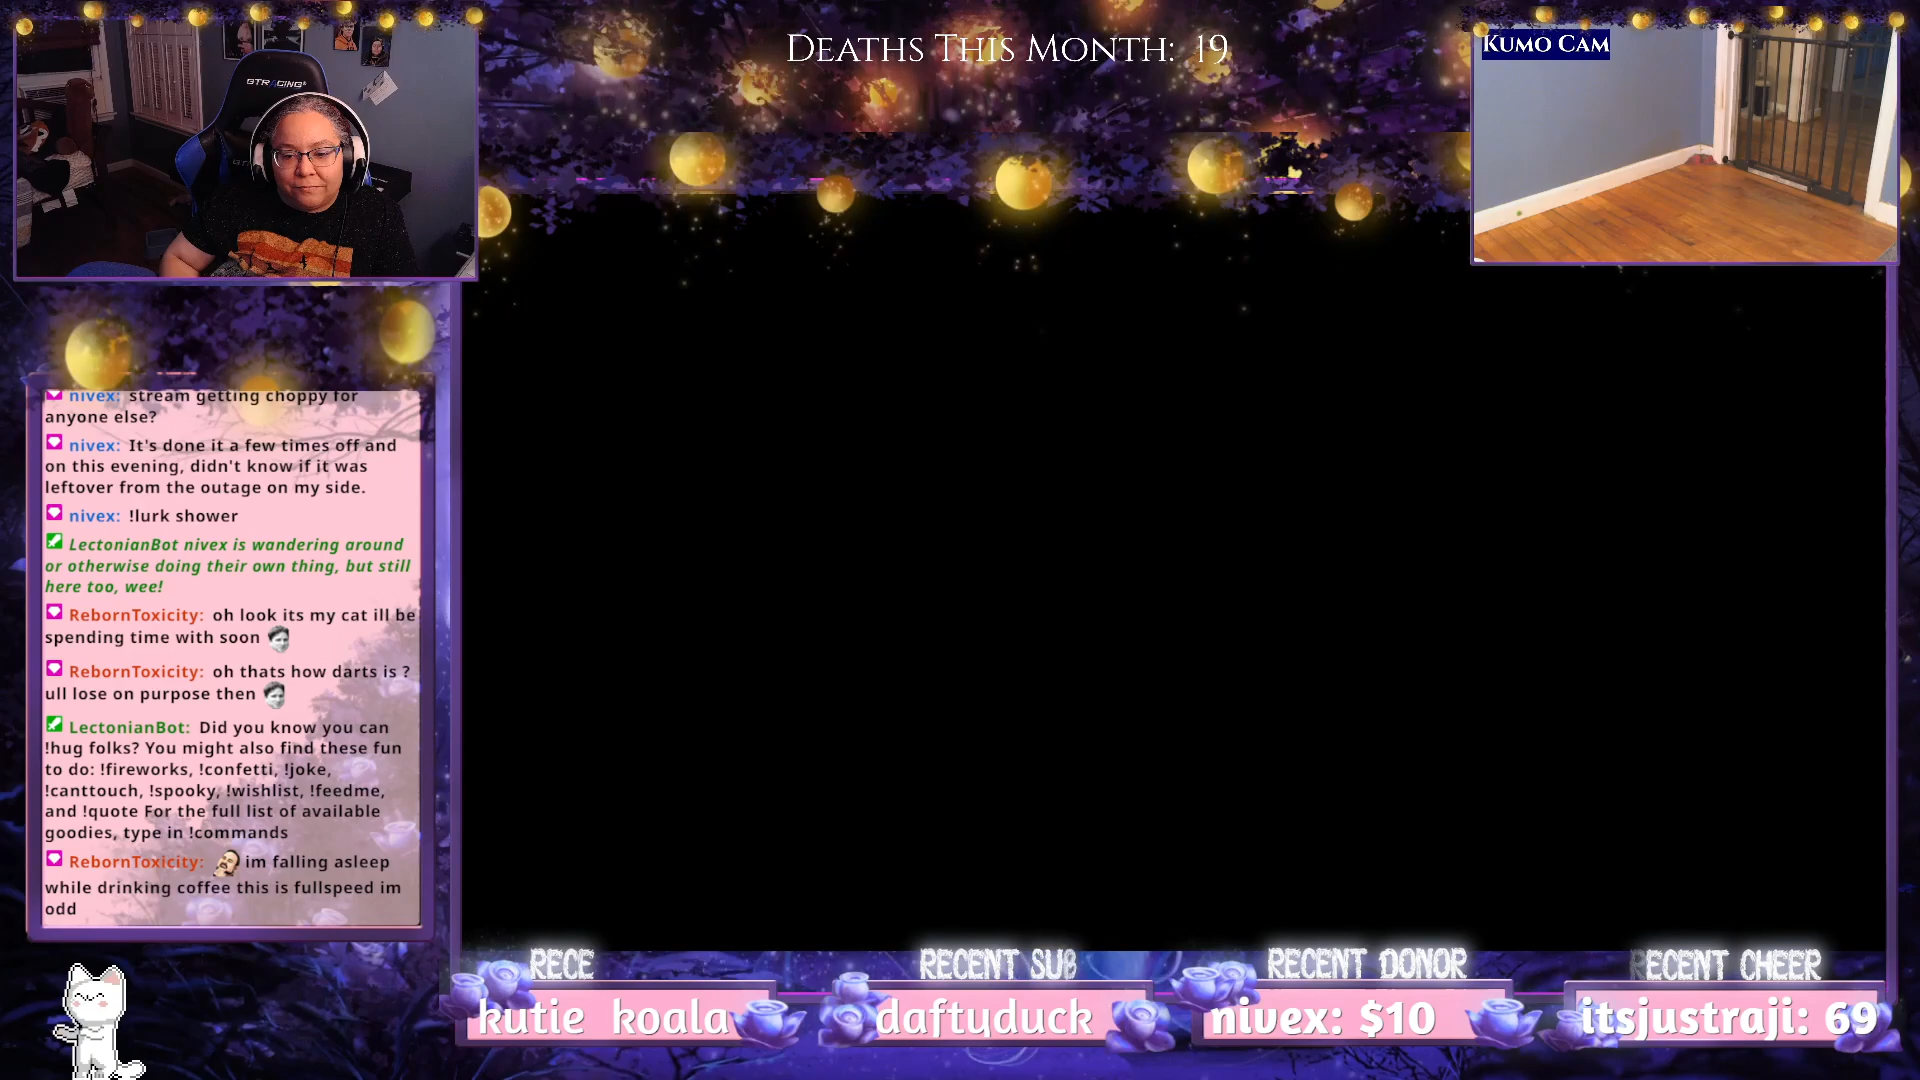 DEATHS THIS MONTH: 19
KUMO CAM
GTRACING
nivex: stream getting choppy for
anyone else?
nivex: It's done it a few times off and
on this evening, didn't know if it was
leftover from the outage on my side.
nivex: !lurk shower
LectonianBot nivex is wandering around
or otherwise doing their own thing, but still
here too, wee!
RebornToxicity: oh look its my cat ill be
spending time with soon
RebornToxicity: oh thats how darts is ?
ull lose on purpose then
LectonianBot: Did you know you can
!hug folks? You might also find these fun
to do: !fireworks, !confetti, !joke,
!canttouch, !spooky, !wishlist, !feedme,
and !quote For the full list of available
goodies, type in !commands
RebornToxicity: im falling asleep
while drinking coffee this is fullspeed im
odd
RECE
kutie koala
RECENT SUB
daftyduck
RECENT DONOR
nivex: $10
RECENT CHEER
itsjustraji: 69